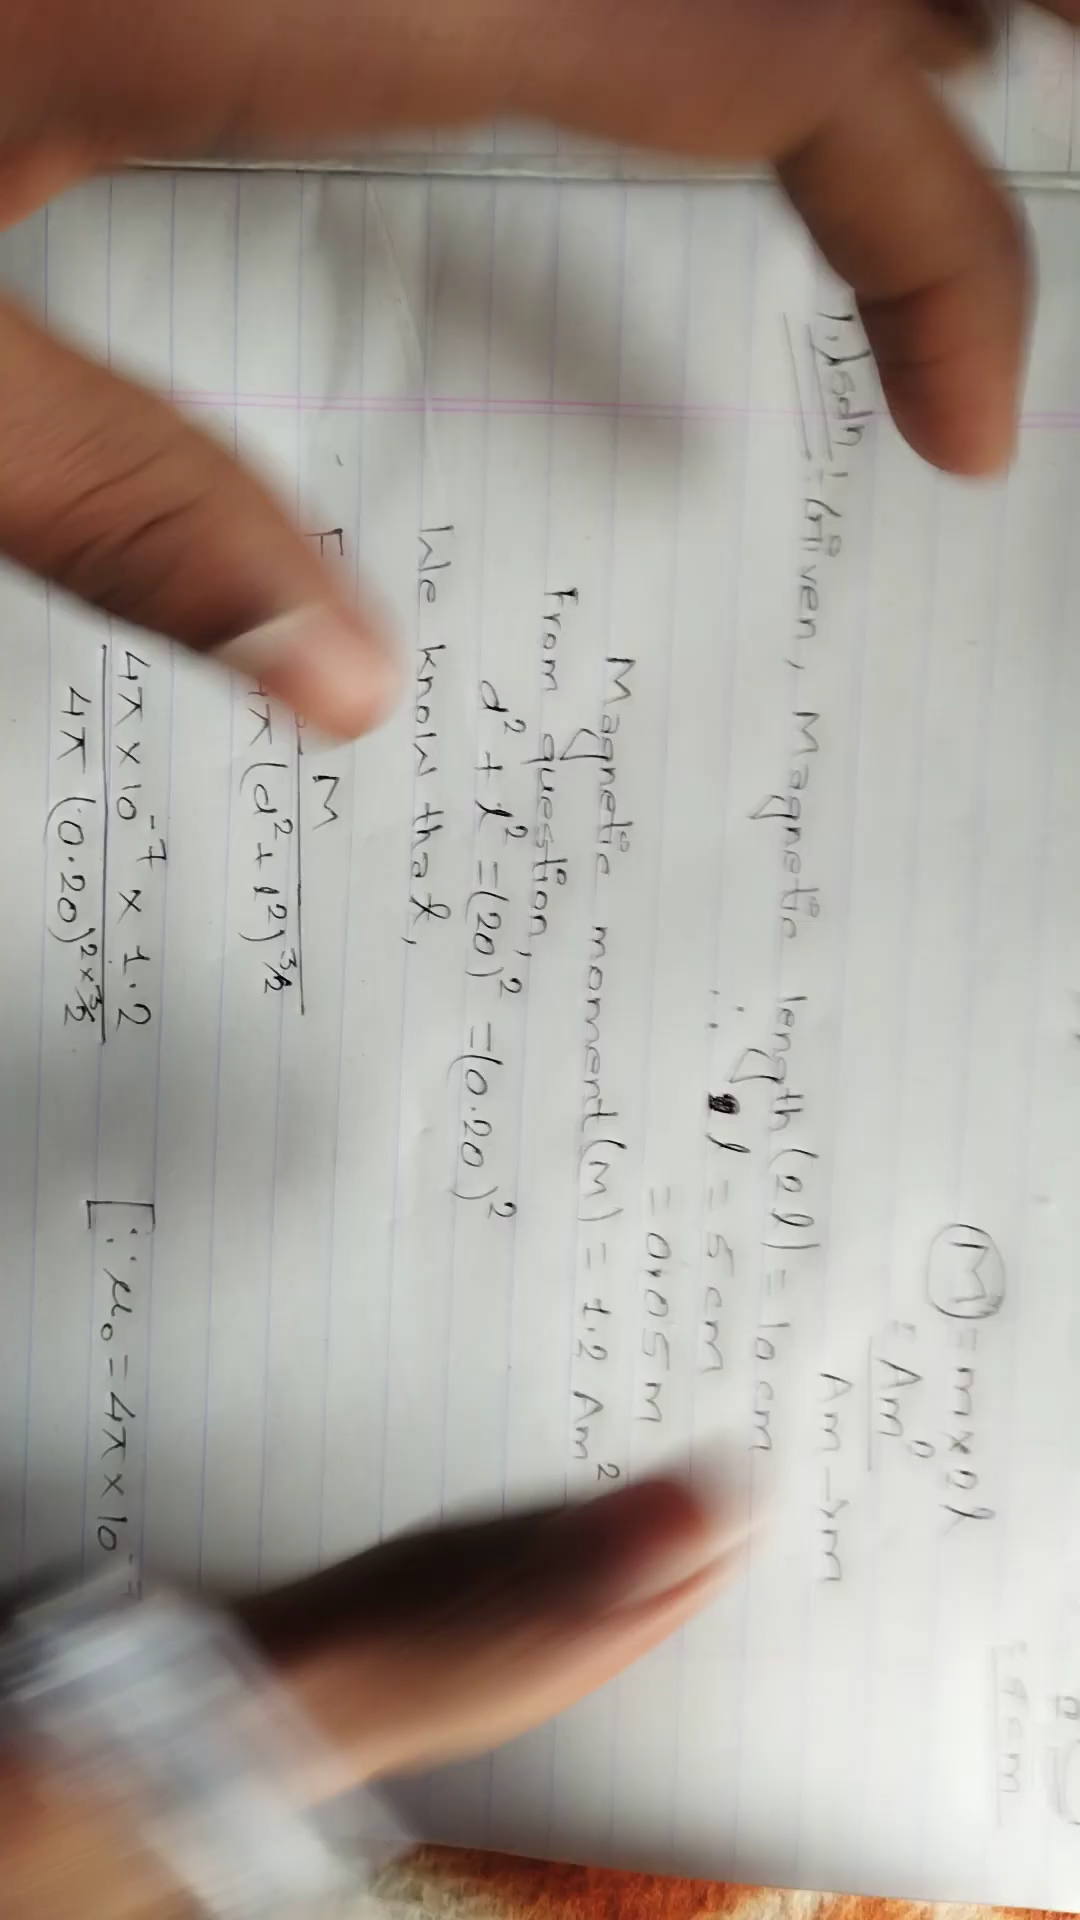 (M) = m x 2l
= Am²
Am → m
1.) soln :- Given, Magnetic length (2l) = 10 cm
∴ l = 5 cm
= 0.05 m
Magnetic moment (M) = 1.2 Am²
From question,
d² + l² = (20)² = (0.20)²
We know that,
F M
4π (d² + l²)^3/2
4π x 10⁻⁷ x 1.2 [∵ μ₀ = 4π x 10⁻⁷
4π (0.20)^2 x 3/2